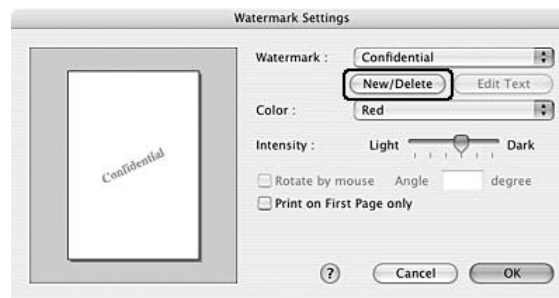 Watermark Settings
Watermark : Confidential
New/Delete Edit Text
Color : Red
Intensity : Light Dark
Confidential
Rotate by mouse Angle degree
Print on First Page only
? Cancel OK